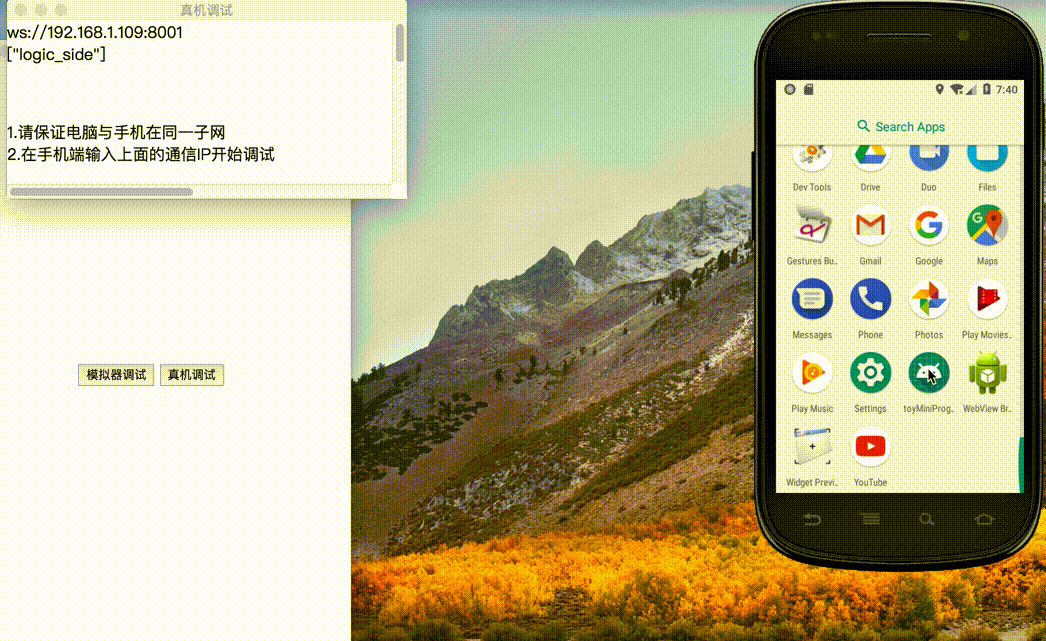 真机调试
ws://192.168.1.109:8001
["logic_side"]
1.请保证电脑与手机在同一子网
2.在手机端输入上面的通信IP开始调试
模拟器调试 真机调试
7:40
Search Apps
Dev Tools Drive Duo Files
Gestures Bu.. Gmail Google Maps
Messages Phone Photos Play Movies..
Play Music Settings toyMiniProg.. WebView Br..
Widget Previ.. YouTube